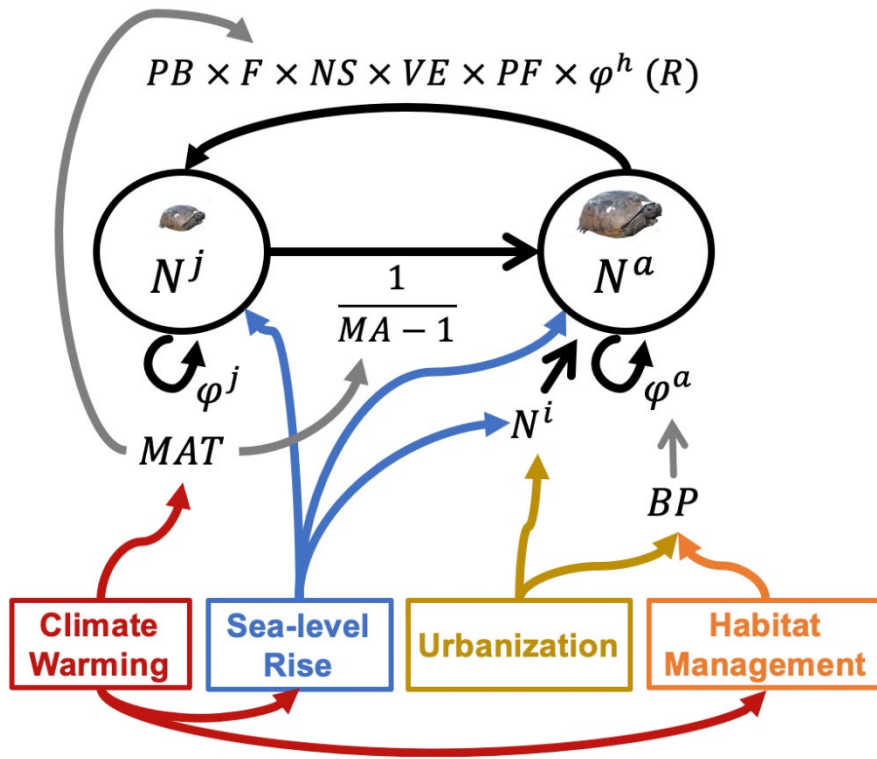 PB × F × NS × VE × PF × φ^h (R)
N^j
N^a
1
MA − 1
φ^j
N^i
φ^a
MAT
BP
Climate
Warming
Sea-level
Rise
Urbanization
Habitat
Management